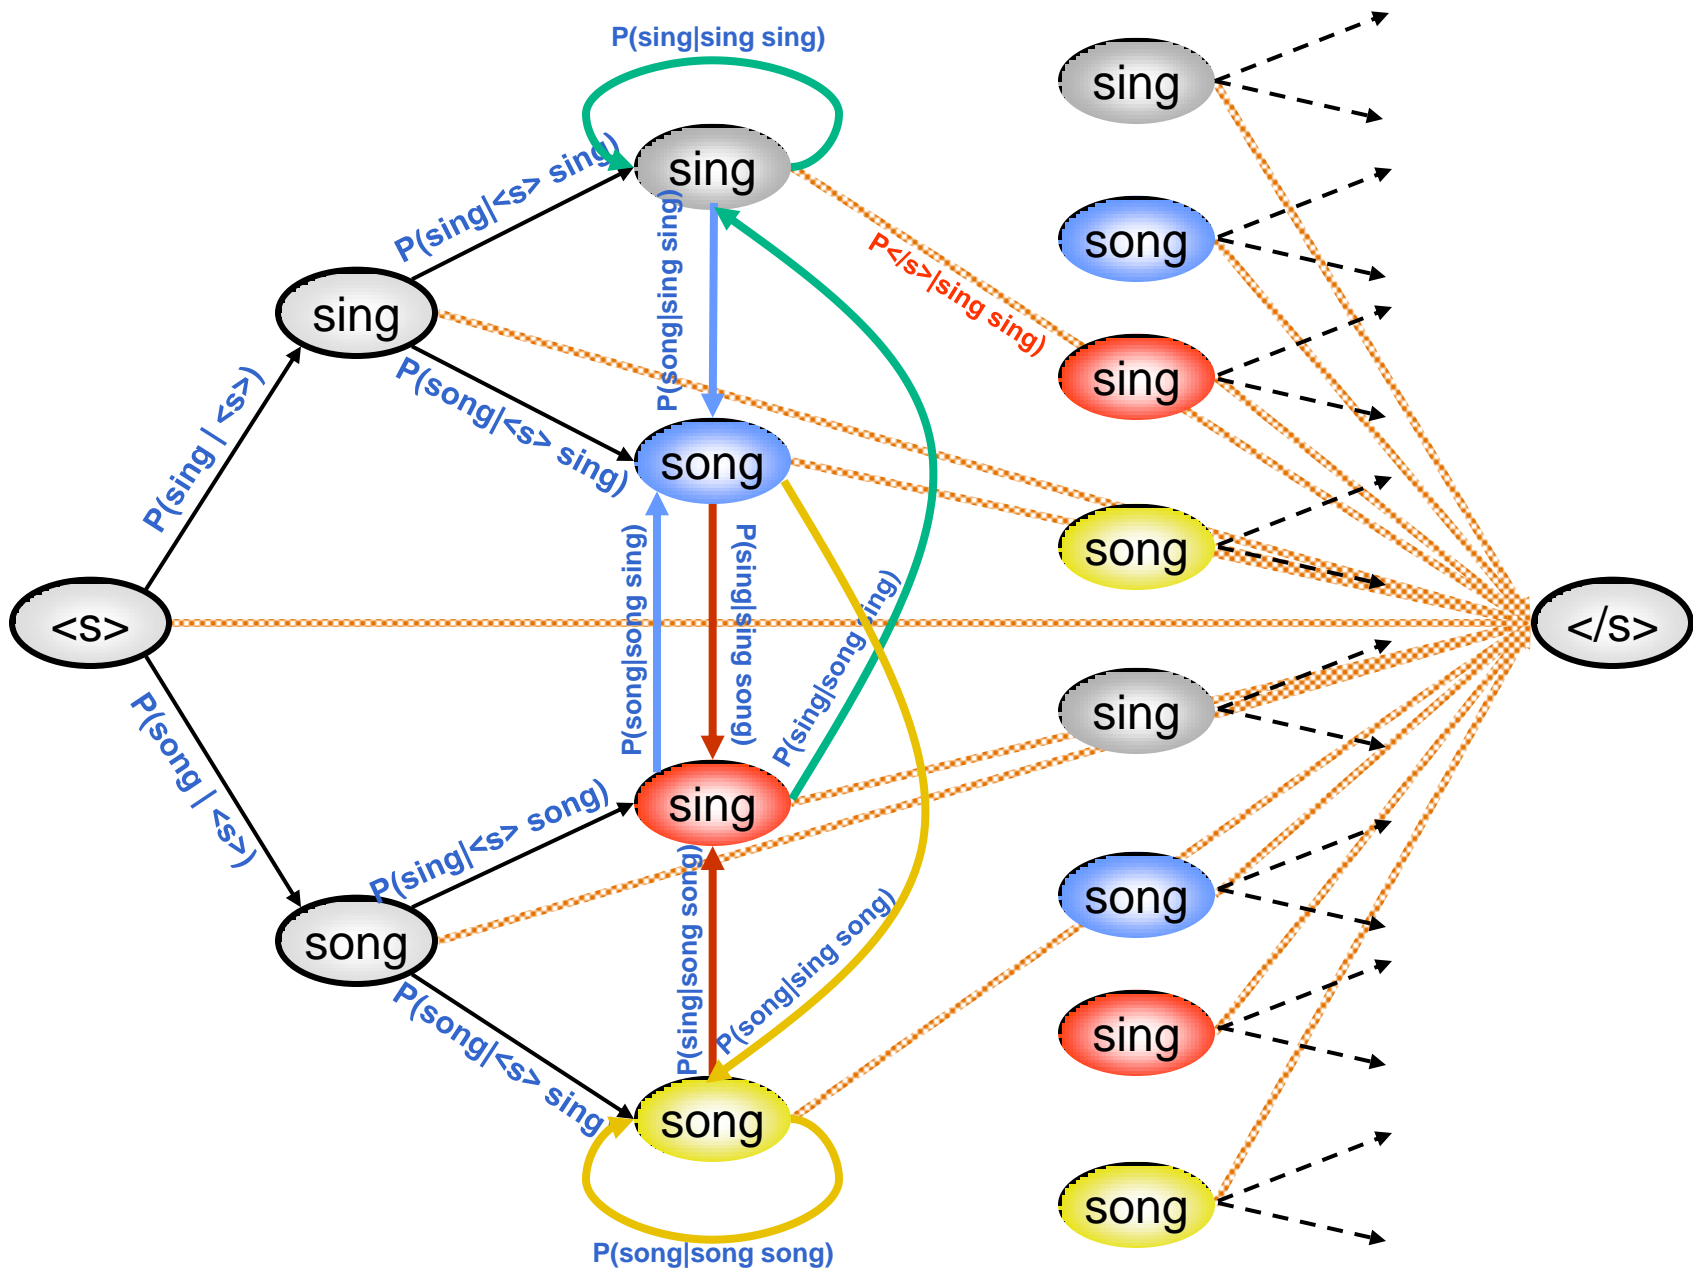 P(sing|sing sing)
sing
sing
P(sing|<s> sing)
P(song|sing sing)
song
P</s>|sing sing)
sing
sing
P(song|<s> sing)
P(sing | <s>)
song
song
P(song|song sing)
P(sing|sing song)
P(sing|song sing)
<s>
</s>
sing
P(song | <s>)
P(sing|<s> song)
sing
song
P(sing|song song)
P(song|sing song)
song
P(song|<s> sing
sing
song
song
P(song|song song)